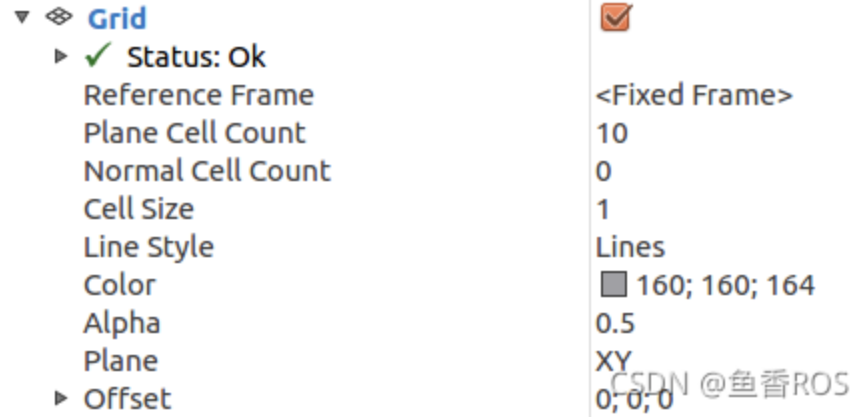 Grid
Status: Ok
Reference Frame <Fixed Frame>
Plane Cell Count 10
Normal Cell Count 0
Cell Size 1
Line Style Lines
Color 160; 160; 164
Alpha 0.5
Plane XY
Offset 0; 0; 0
CSDN @鱼香ROS